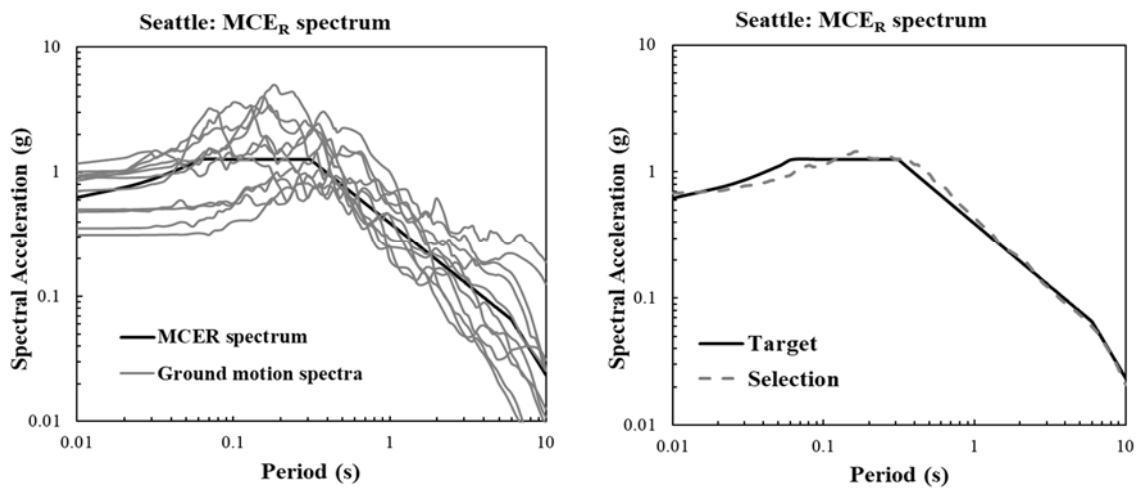 Seattle: MCE_R spectrum
10
1
0.1
0.01
Spectral Acceleration (g)
MCER spectrum
Ground motion spectra
0.01
0.1
1
10
Period (s)
Seattle: MCE_R spectrum
10
1
0.1
0.01
Spectral Acceleration (g)
Target
Selection
0.01
0.1
1
10
Period (s)